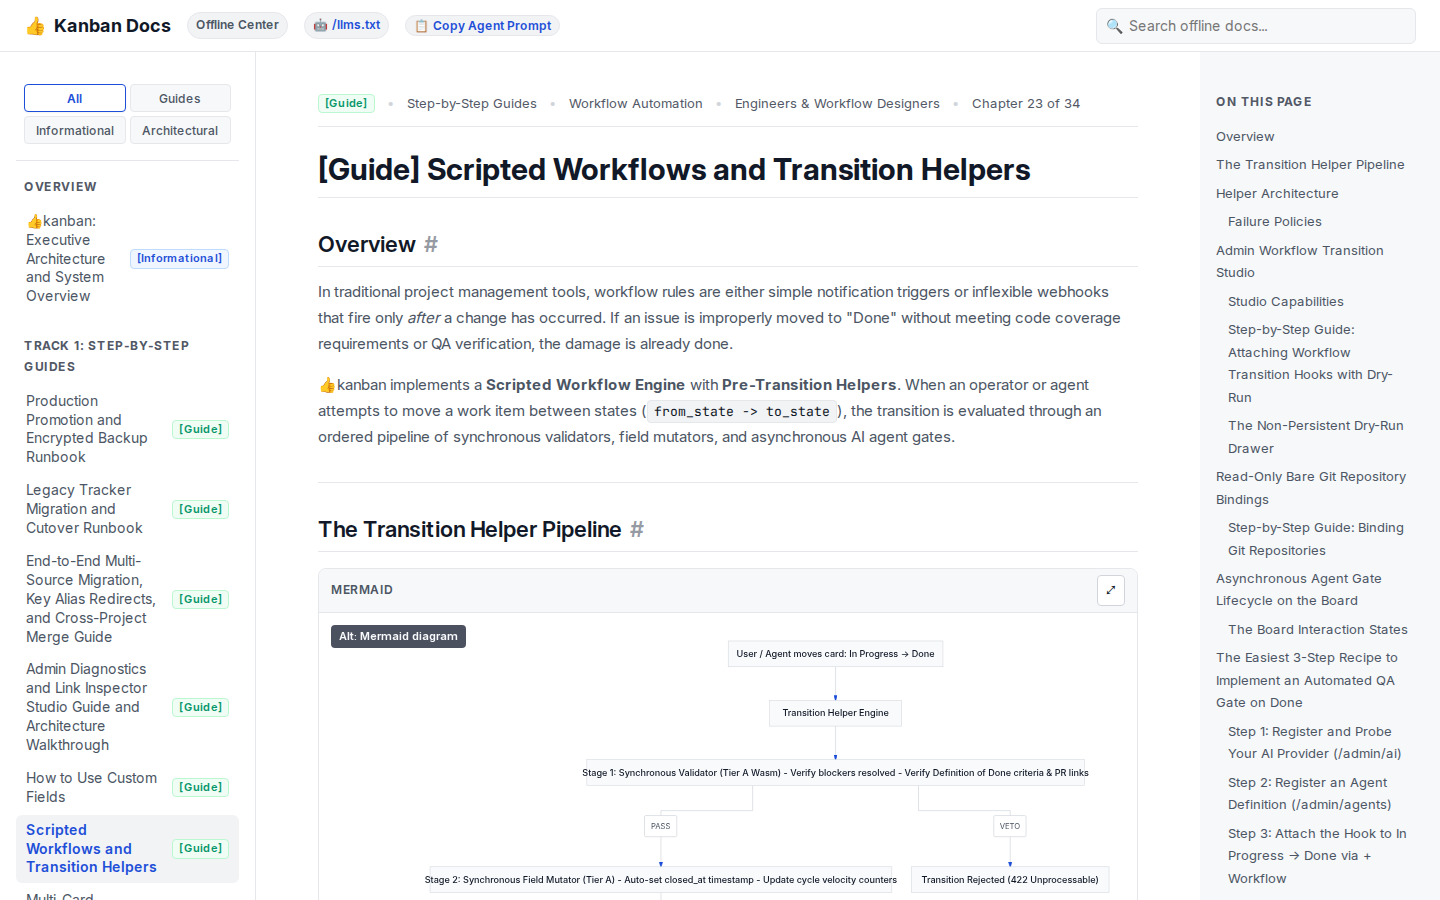 👍 Kanban Docs
Offline Center
🤖 /llms.txt
📋 Copy Agent Prompt
🔍 Search offline docs...
All
Guides
Informational
Architectural
OVERVIEW
👍kanban:
Executive
Architecture
and System
Overview
[Informational]
TRACK 1: STEP-BY-STEP
GUIDES
Production
Promotion and
Encrypted Backup
Runbook
[Guide]
Legacy Tracker
Migration and
Cutover Runbook
[Guide]
End-to-End Multi-
Source Migration,
Key Alias Redirects,
and Cross-Project
Merge Guide
[Guide]
Admin Diagnostics
and Link Inspector
Studio Guide and
Architecture
Walkthrough
[Guide]
How to Use Custom
Fields
[Guide]
Scripted
Workflows and
Transition Helpers
[Guide]
Multi-Card
[Guide] • Step-by-Step Guides • Workflow Automation • Engineers & Workflow Designers • Chapter 23 of 34
[Guide] Scripted Workflows and Transition Helpers
Overview #
In traditional project management tools, workflow rules are either simple notification triggers or inflexible webhooks
that fire only after a change has occurred. If an issue is improperly moved to "Done" without meeting code coverage
requirements or QA verification, the damage is already done.
👍kanban implements a Scripted Workflow Engine with Pre-Transition Helpers. When an operator or agent
attempts to move a work item between states (from_state -> to_state), the transition is evaluated through an
ordered pipeline of synchronous validators, field mutators, and asynchronous AI agent gates.
The Transition Helper Pipeline #
MERMAID
Alt: Mermaid diagram
User / Agent moves card: In Progress → Done
Transition Helper Engine
Stage 1: Synchronous Validator (Tier A Wasm) - Verify blockers resolved - Verify Definition of Done criteria & PR links
PASS
VETO
Stage 2: Synchronous Field Mutator (Tier A) - Auto-set closed_at timestamp - Update cycle velocity counters
Transition Rejected (422 Unprocessable)
ON THIS PAGE
Overview
The Transition Helper Pipeline
Helper Architecture
Failure Policies
Admin Workflow Transition
Studio
Studio Capabilities
Step-by-Step Guide:
Attaching Workflow
Transition Hooks with Dry-
Run
The Non-Persistent Dry-Run
Drawer
Read-Only Bare Git Repository
Bindings
Step-by-Step Guide: Binding
Git Repositories
Asynchronous Agent Gate
Lifecycle on the Board
The Board Interaction States
The Easiest 3-Step Recipe to
Implement an Automated QA
Gate on Done
Step 1: Register and Probe
Your AI Provider (/admin/ai)
Step 2: Register an Agent
Definition (/admin/agents)
Step 3: Attach the Hook to In
Progress → Done via +
Workflow